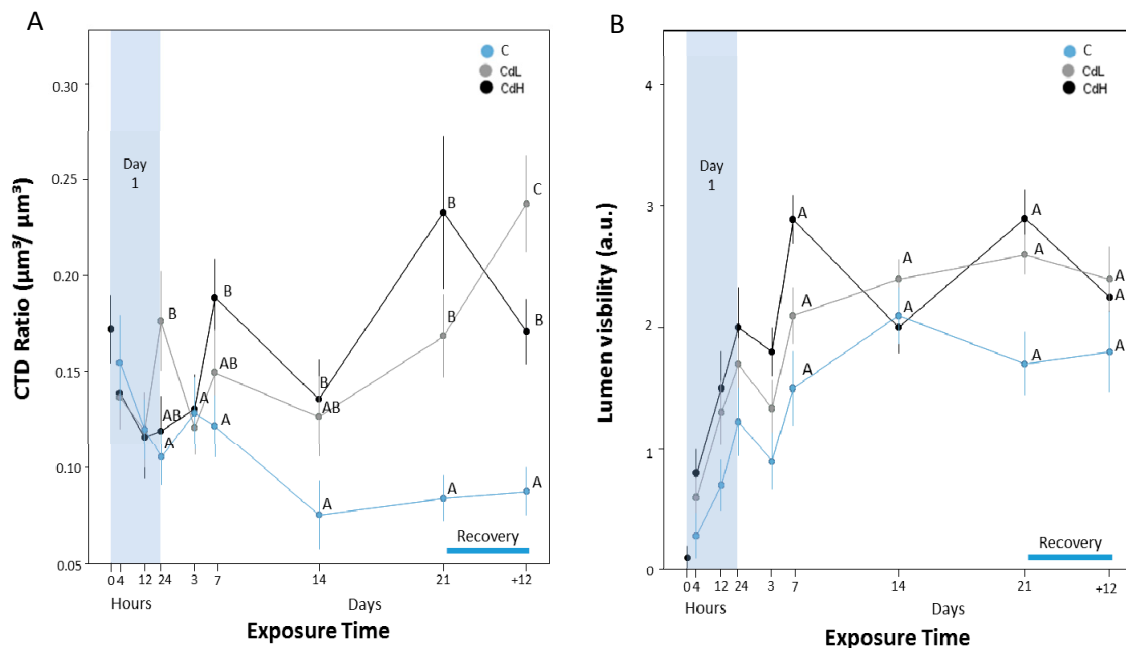 A
CTD Ratio (µm³/ µm³)
0.30
0.25
0.20
0.15
0.10
0.05
Day
1
C
CdL
CdH
B
AB
A
A
B
AB
A
B
AB
A
B
B
A
C
B
A
Recovery
0 4 12 24 3 7 14 21 +12
Hours Days
Exposure Time
B
Lumen visbility (a.u.)
4
3
2
1
0
Day
1
C
CdL
CdH
A
A
A
A
A
A
A
A
A
A
A
Recovery
0 4 12 24 3 7 14 21 +12
Hours Days
Exposure Time